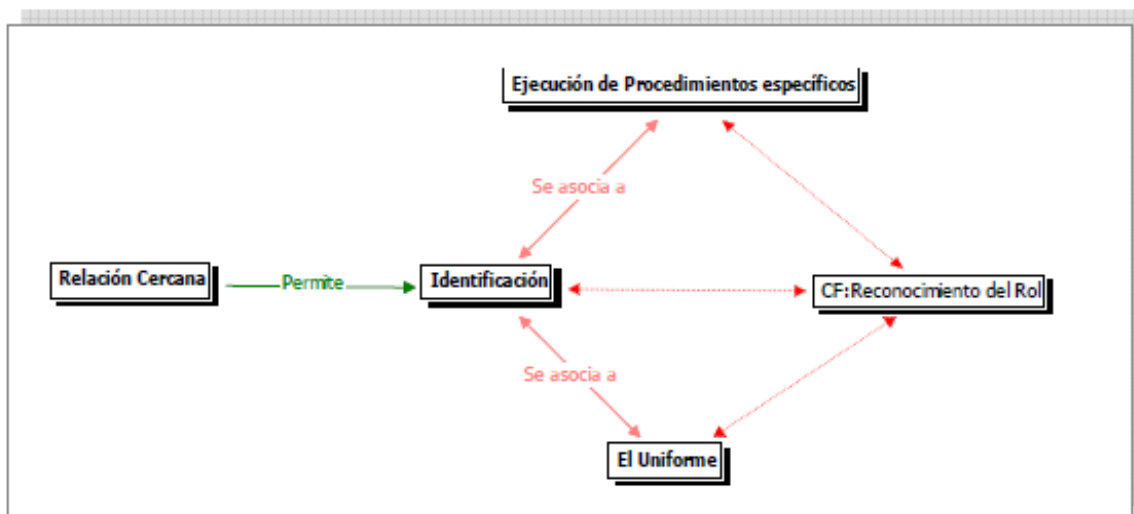 Ejecución de Procedimientos específicos
Se asocia a
Relación Cercana
Permite
Identificación
CF:Reconocimiento del Rol
Se asocia a
El Uniforme